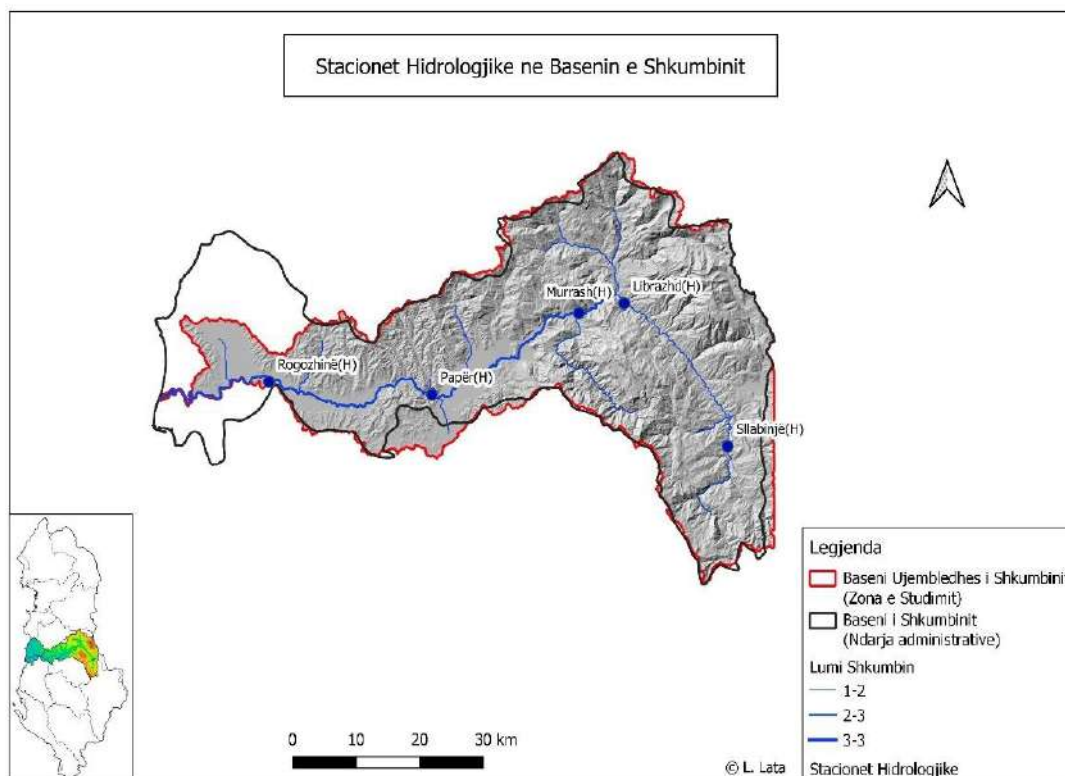 Stacionet Hidrologjike ne Basenin e Shkumbinit
Murrash(H)
Librazhd(H)
Rogozhinë(H)
Papër(H)
Sllabinjë(H)
Legjenda
Baseni Ujembledhes i Shkumbinit
(Zona e Studimit)
Baseni i Shkumbinit
(Ndarja administrative)
Lumi Shkumbin
1-2
2-3
3-3
Stacionet Hidrologjike
0 10 20 30 km
© L. Lata